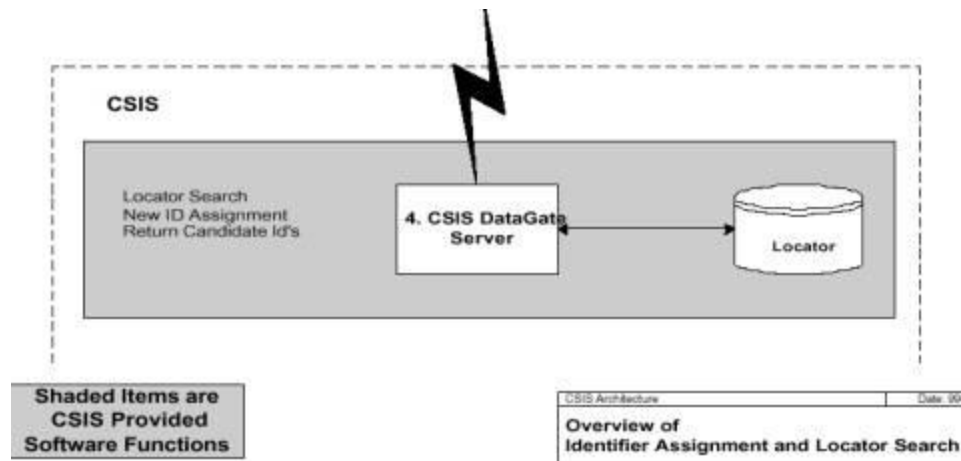 CSIS
Locator Search
New ID Assignment
Return Candidate Id's
4. CSIS DataGate
Server
Locator
Shaded Items are
CSIS Provided
Software Functions
CSIS Architecture
Date:
Overview of
Identifier Assignment and Locator Search